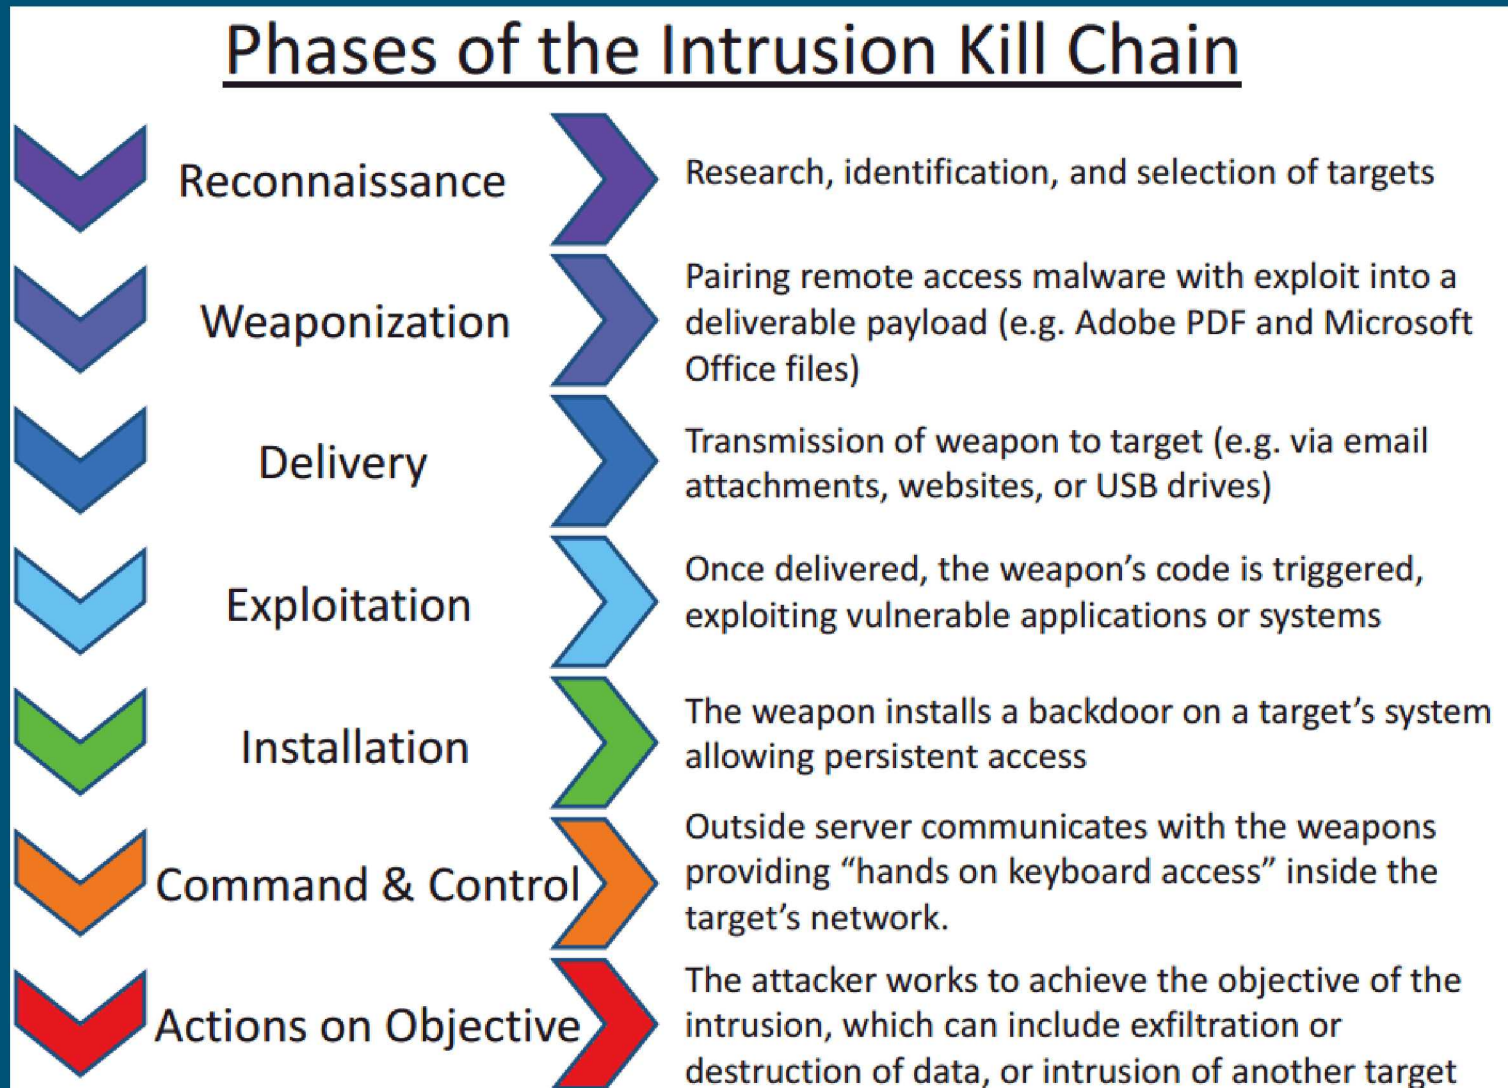 Phases of the Intrusion Kill Chain
Reconnaissance
Research, identification, and selection of targets
Weaponization
Pairing remote access malware with exploit into a
deliverable payload (e.g. Adobe PDF and Microsoft
Office files)
Delivery
Transmission of weapon to target (e.g. via email
attachments, websites, or USB drives)
Exploitation
Once delivered, the weapon’s code is triggered,
exploiting vulnerable applications or systems
Installation
The weapon installs a backdoor on a target’s system
allowing persistent access
Command & Control
Outside server communicates with the weapons
providing “hands on keyboard access” inside the
target’s network.
Actions on Objective
The attacker works to achieve the objective of the
intrusion, which can include exfiltration or
destruction of data, or intrusion of another target